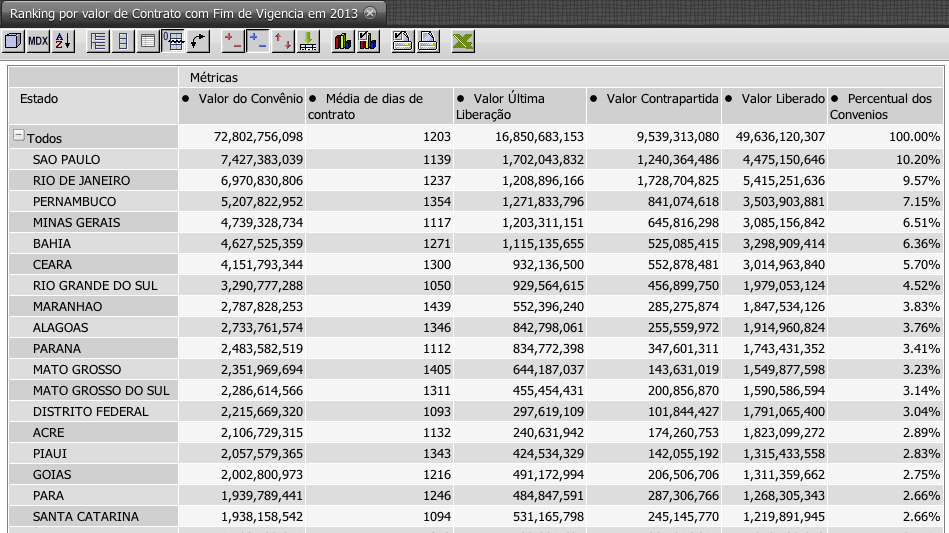 Ranking por valor de Contrato com Fim de Vigencia em 2013
MDX A Z
Métricas
Estado Valor do Convênio Média de dias de contrato Valor Última Liberação Valor Contrapartida Valor Liberado Percentual dos Convenios
Todos 72,802,756,098 1203 16,850,683,153 9,539,313,080 49,636,120,307 100.00%
SAO PAULO 7,427,383,039 1139 1,702,043,832 1,240,364,486 4,475,150,646 10.20%
RIO DE JANEIRO 6,970,830,806 1237 1,208,896,166 1,728,704,825 5,415,251,636 9.57%
PERNAMBUCO 5,207,822,952 1354 1,271,833,796 841,074,618 3,503,903,881 7.15%
MINAS GERAIS 4,739,328,734 1117 1,203,311,151 645,816,298 3,085,156,842 6.51%
BAHIA 4,627,525,359 1271 1,115,135,655 525,085,415 3,298,909,414 6.36%
CEARA 4,151,793,344 1300 932,136,500 552,878,481 3,014,963,840 5.70%
RIO GRANDE DO SUL 3,290,777,288 1050 929,564,615 456,899,750 1,979,053,124 4.52%
MARANHAO 2,787,828,253 1439 552,396,240 285,275,874 1,847,534,126 3.83%
ALAGOAS 2,733,761,574 1346 842,798,061 255,559,972 1,914,960,824 3.76%
PARANA 2,483,582,519 1112 834,772,398 347,601,311 1,743,431,352 3.41%
MATO GROSSO 2,351,969,694 1405 644,187,037 143,631,019 1,549,877,598 3.23%
MATO GROSSO DO SUL 2,286,614,566 1311 455,454,431 200,856,870 1,590,586,594 3.14%
DISTRITO FEDERAL 2,215,669,320 1093 297,619,109 101,844,427 1,791,065,400 3.04%
ACRE 2,106,729,315 1132 240,631,942 174,260,753 1,823,099,272 2.89%
PIAUI 2,057,579,365 1343 424,534,329 142,055,192 1,315,433,558 2.83%
GOIAS 2,002,800,973 1216 491,172,994 206,506,706 1,311,359,662 2.75%
PARA 1,939,789,441 1246 484,847,591 287,306,766 1,268,305,343 2.66%
SANTA CATARINA 1,938,158,542 1094 531,165,798 245,145,770 1,219,891,945 2.66%